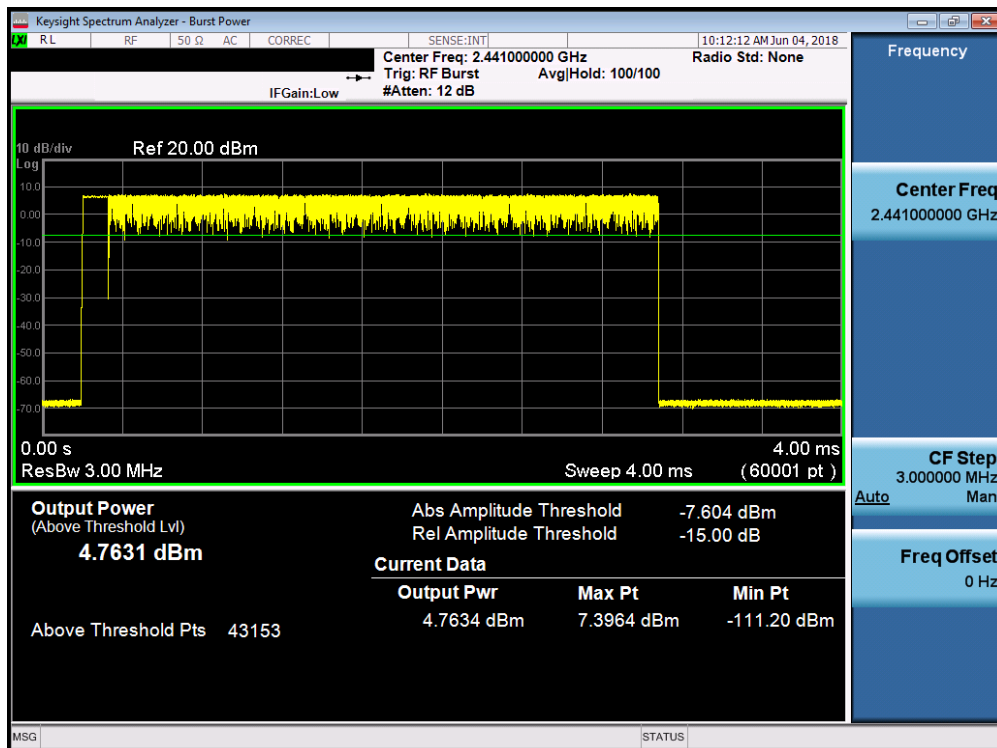 Keysight Spectrum Analyzer - Burst Power
LXI RL RF 50 Ω AC CORREC SENSE:INT 10:12:12 AM Jun 04, 2018
Center Freq: 2.441000000 GHz Radio Std: None
Trig: RF Burst Avg|Hold: 100/100
IFGain:Low #Atten: 12 dB
10 dB/div Ref 20.00 dBm
Log
10.0
0.00
-10.0
-20.0
-30.0
-40.0
-50.0
-60.0
-70.0
0.00 s 4.00 ms
ResBw 3.00 MHz Sweep 4.00 ms (60001 pt)
Output Power
(Above Threshold Lvl)
4.7631 dBm
Above Threshold Pts 43153
Abs Amplitude Threshold -7.604 dBm
Rel Amplitude Threshold -15.00 dB
Current Data
Output Pwr Max Pt Min Pt
4.7634 dBm 7.3964 dBm -111.20 dBm
Frequency
Center Freq
2.441000000 GHz
CF Step
3.000000 MHz
Auto Man
Freq Offset
0 Hz
MSG STATUS